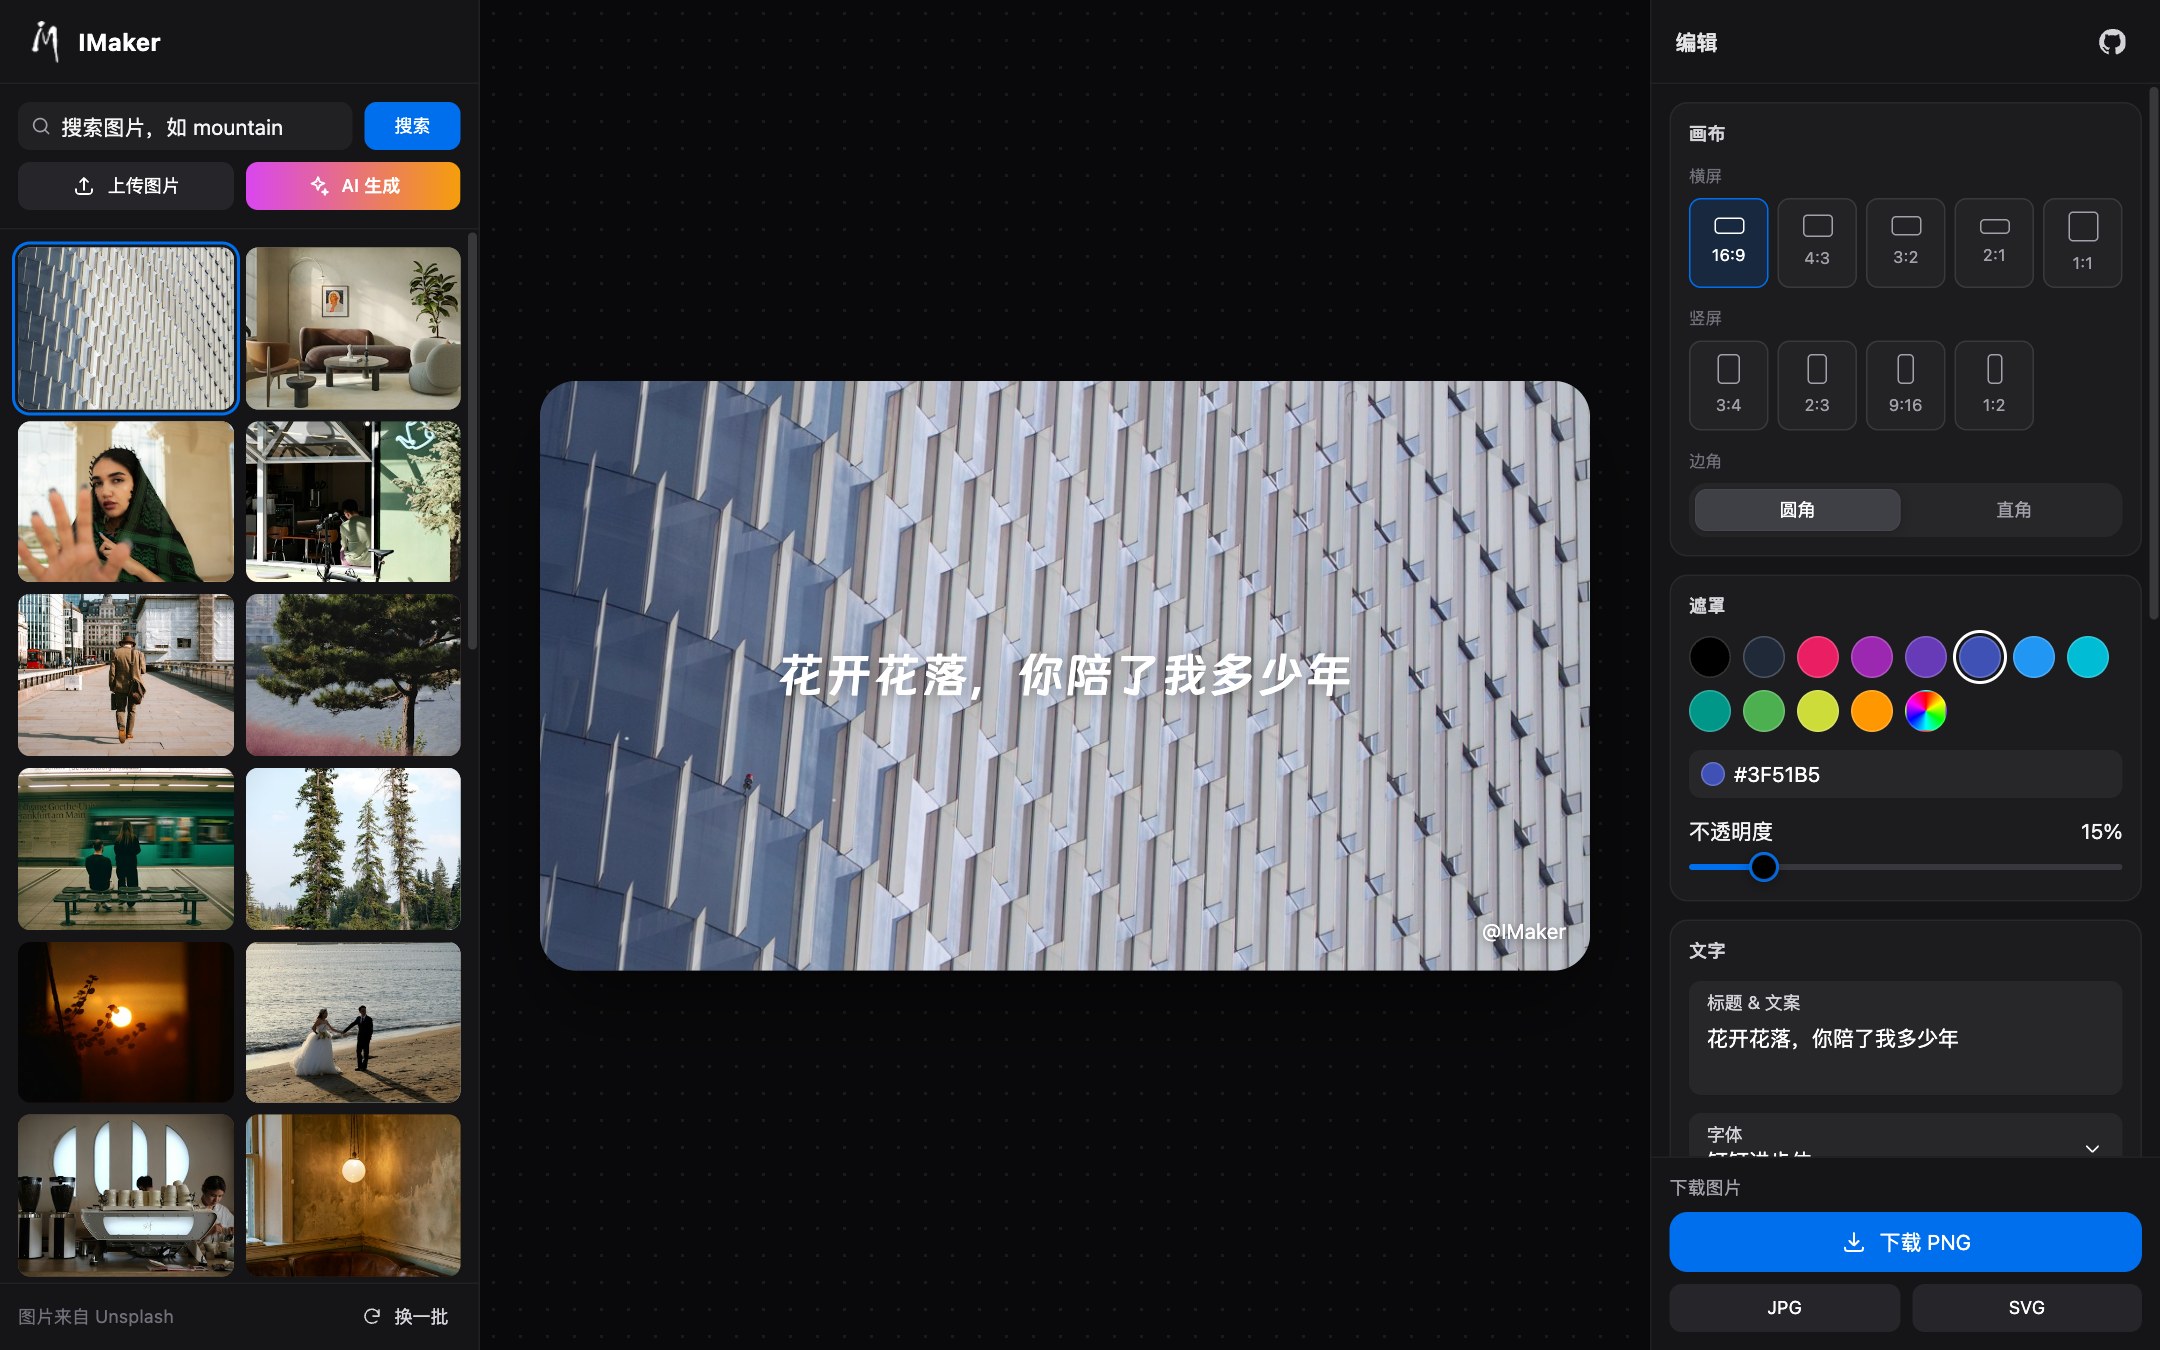 IMaker
搜索图片，如 mountain
搜索
上传图片
AI 生成
图片来自 Unsplash
换一批
花开花落，你陪了我多少年
@IMaker
编辑
画布
横屏
16:9
4:3
3:2
2:1
1:1
竖屏
3:4
2:3
9:16
1:2
边角
圆角
直角
遮罩
#3F51B5
不透明度
15%
文字
标题 & 文案
花开花落，你陪了我多少年
字体
下载图片
下载 PNG
JPG
SVG